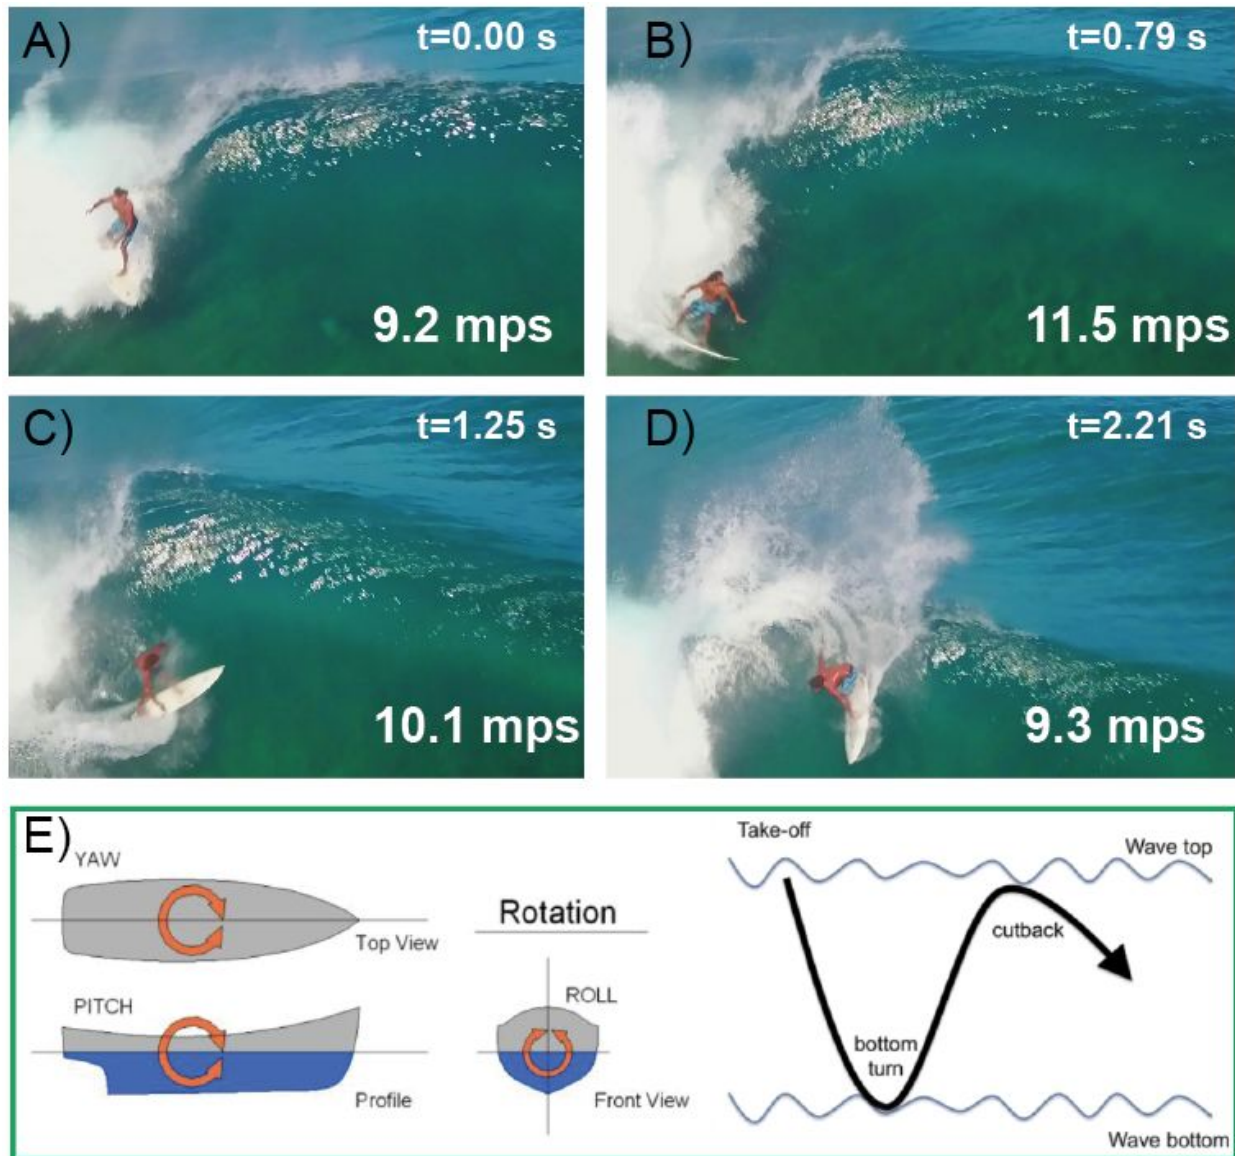 A)
t=0.00 s
9.2 mps
B)
t=0.79 s
11.5 mps
C)
t=1.25 s
10.1 mps
D)
t=2.21 s
9.3 mps
E)
YAW
Top View
PITCH
Profile
Rotation
ROLL
Front View
Take-off
Wave top
cutback
bottom
turn
Wave bottom